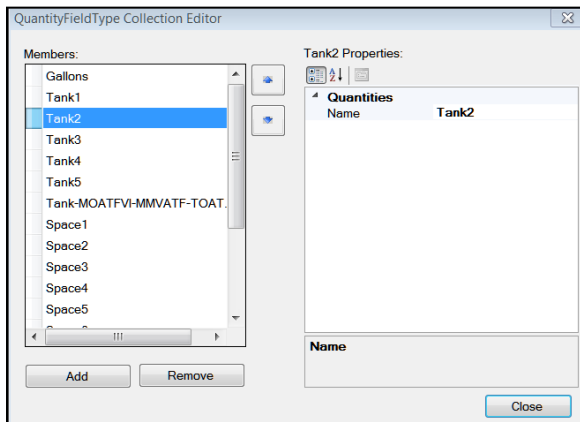 QuantityFieldType Collection Editor
Members:
Gallons
Tank1
Tank2
Tank3
Tank4
Tank5
Tank-MOATFVI-MMVATF-TOAT.
Space1
Space2
Space3
Space4
Space5
Add
Remove
Tank2 Properties:
Quantities
Name Tank2
Name
Close